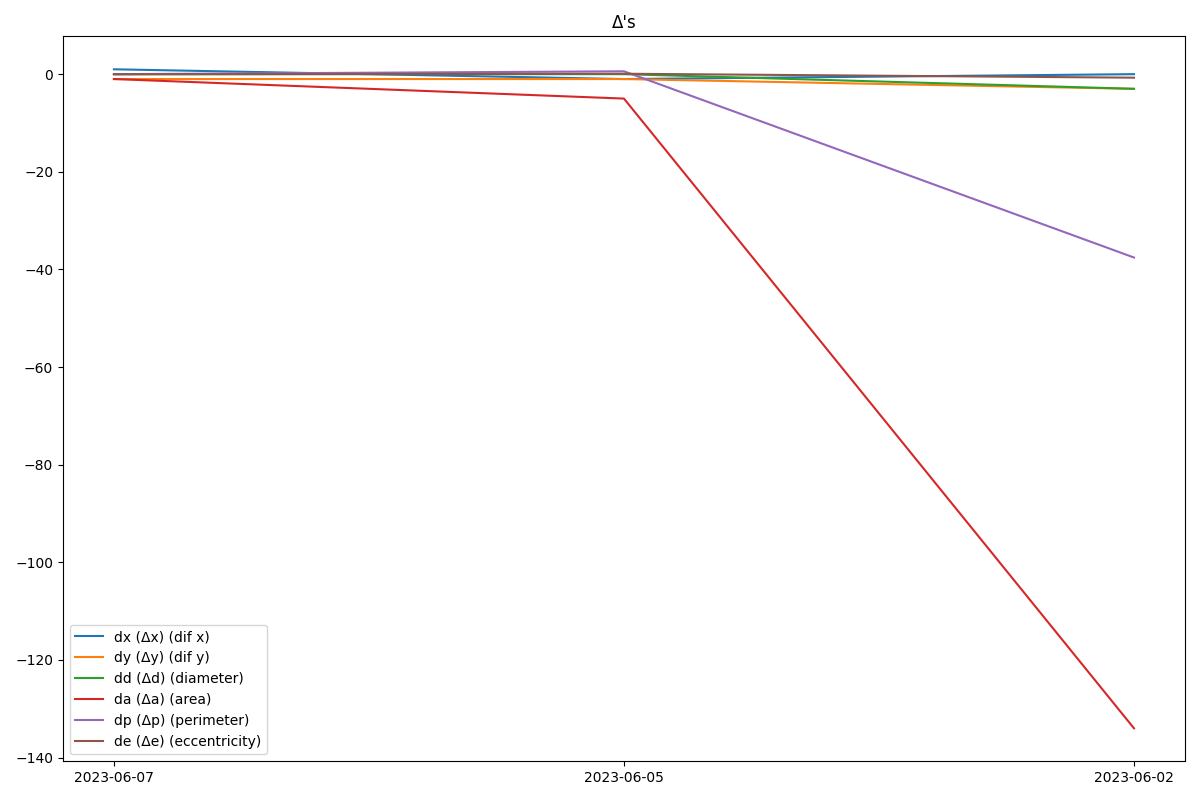 Δ's
0
−20
−40
−60
−80
−100
−120
−140
dx (Δx) (dif x)
dy (Δy) (dif y)
dd (Δd) (diameter)
da (Δa) (area)
dp (Δp) (perimeter)
de (Δe) (eccentricity)
2023-06-07 2023-06-05 2023-06-02